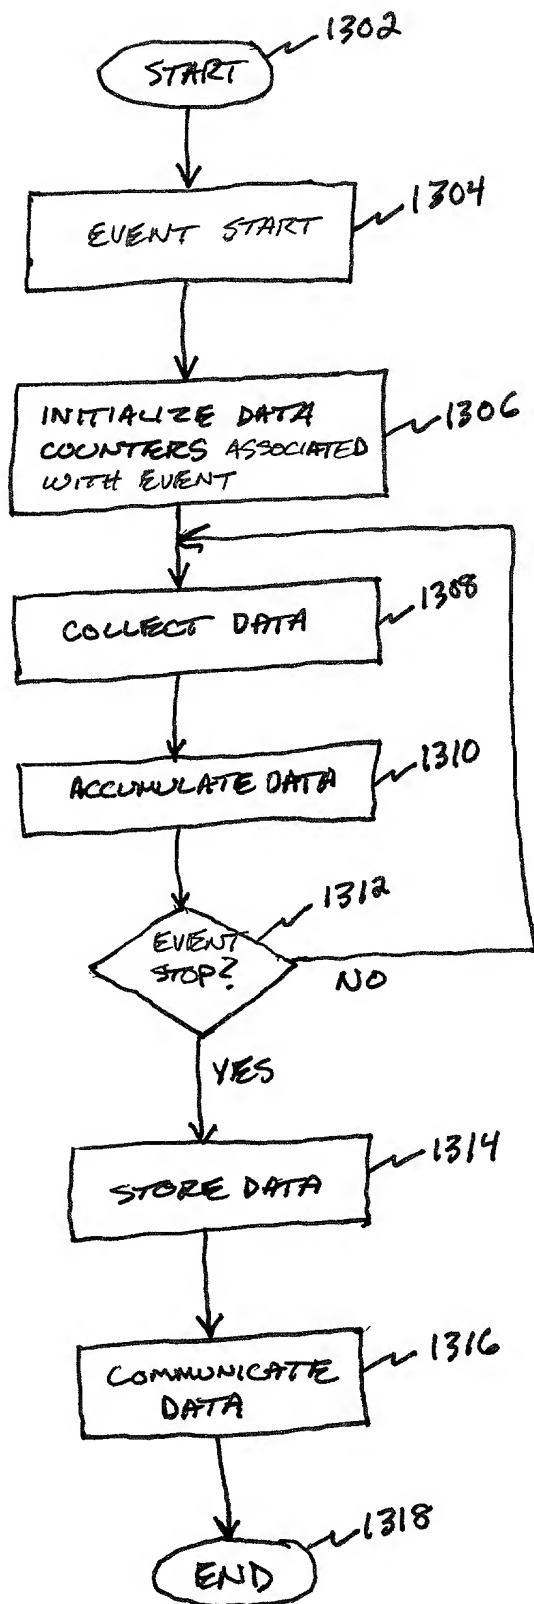 1302
START
1304
EVENT START
INITIALIZE DATA
COUNTERS ASSOCIATED
WITH EVENT
1306
1308
COLLECT DATA
1310
ACCUMULATE DATA
1312
EVENT
STOP?
NO
YES
1314
STORE DATA
1316
COMMUNICATE
DATA
1318
END